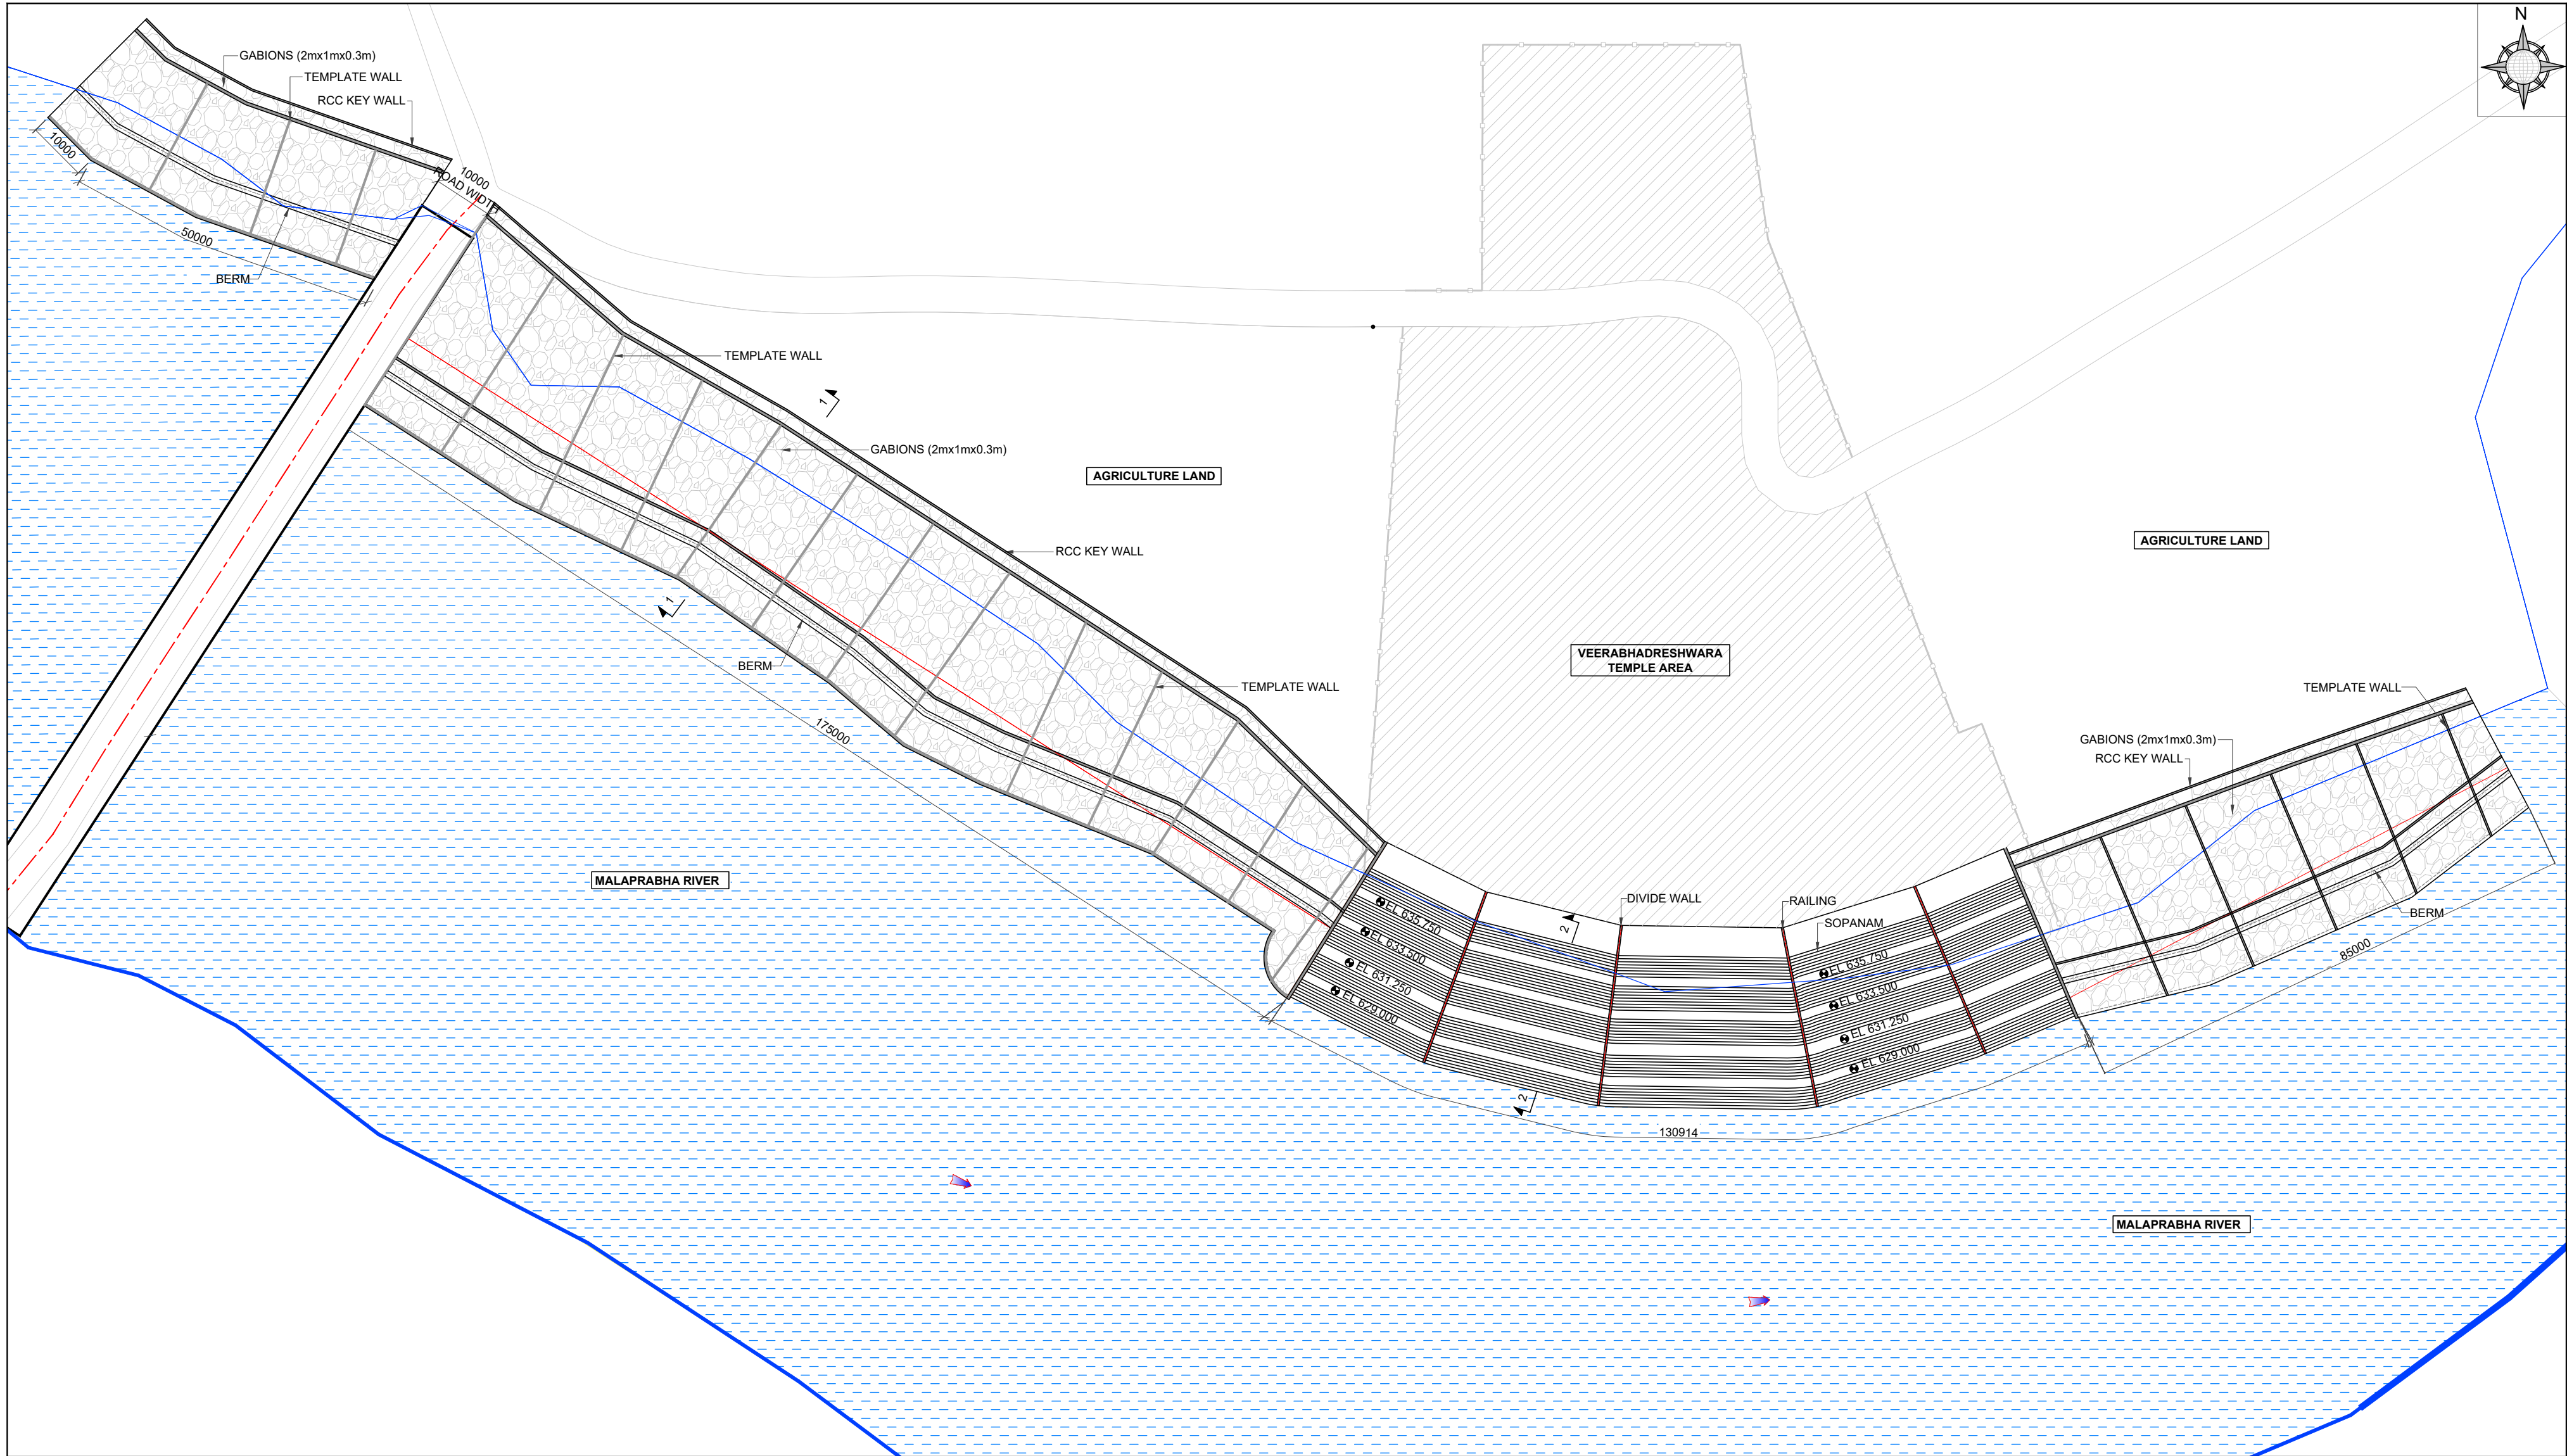 N
GABIONS (2mx1mx0.3m)
TEMPLATE WALL
RCC KEY WALL
10000
10000
ROAD WIDTH
50000
BERM
TEMPLATE WALL
1
GABIONS (2mx1mx0.3m)
AGRICULTURE LAND
AGRICULTURE LAND
RCC KEY WALL
1
BERM
VEERABHADRESHWARA
TEMPLE AREA
TEMPLATE WALL
TEMPLATE WALL
175000
GABIONS (2mx1mx0.3m)
RCC KEY WALL
MALAPRABHA RIVER
DIVIDE WALL
RAILING
SOPANAM
BERM
2
85000
EL 635.750
EL 633.500
EL 631.250
EL 629.000
EL 635.750
EL 633.500
EL 631.250
EL 629.000
2
130914
MALAPRABHA RIVER